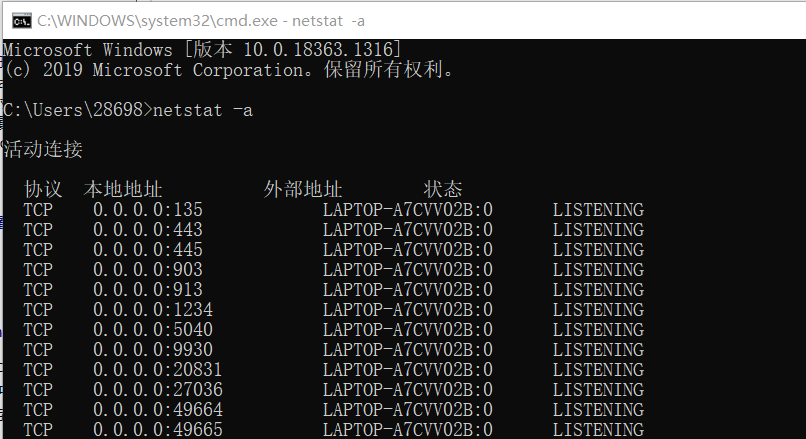 C:\WINDOWS\system32\cmd.exe - netstat -a
Microsoft Windows [版本 10.0.18363.1316]
(c) 2019 Microsoft Corporation。保留所有权利。
C:\Users\28698>netstat -a
活动连接
协议 本地地址 外部地址 状态
TCP 0.0.0.0:135 LAPTOP-A7CVV02B:0 LISTENING
TCP 0.0.0.0:443 LAPTOP-A7CVV02B:0 LISTENING
TCP 0.0.0.0:445 LAPTOP-A7CVV02B:0 LISTENING
TCP 0.0.0.0:903 LAPTOP-A7CVV02B:0 LISTENING
TCP 0.0.0.0:913 LAPTOP-A7CVV02B:0 LISTENING
TCP 0.0.0.0:1234 LAPTOP-A7CVV02B:0 LISTENING
TCP 0.0.0.0:5040 LAPTOP-A7CVV02B:0 LISTENING
TCP 0.0.0.0:9930 LAPTOP-A7CVV02B:0 LISTENING
TCP 0.0.0.0:20831 LAPTOP-A7CVV02B:0 LISTENING
TCP 0.0.0.0:27036 LAPTOP-A7CVV02B:0 LISTENING
TCP 0.0.0.0:49664 LAPTOP-A7CVV02B:0 LISTENING
TCP 0.0.0.0:49665 LAPTOP-A7CVV02B:0 LISTENING